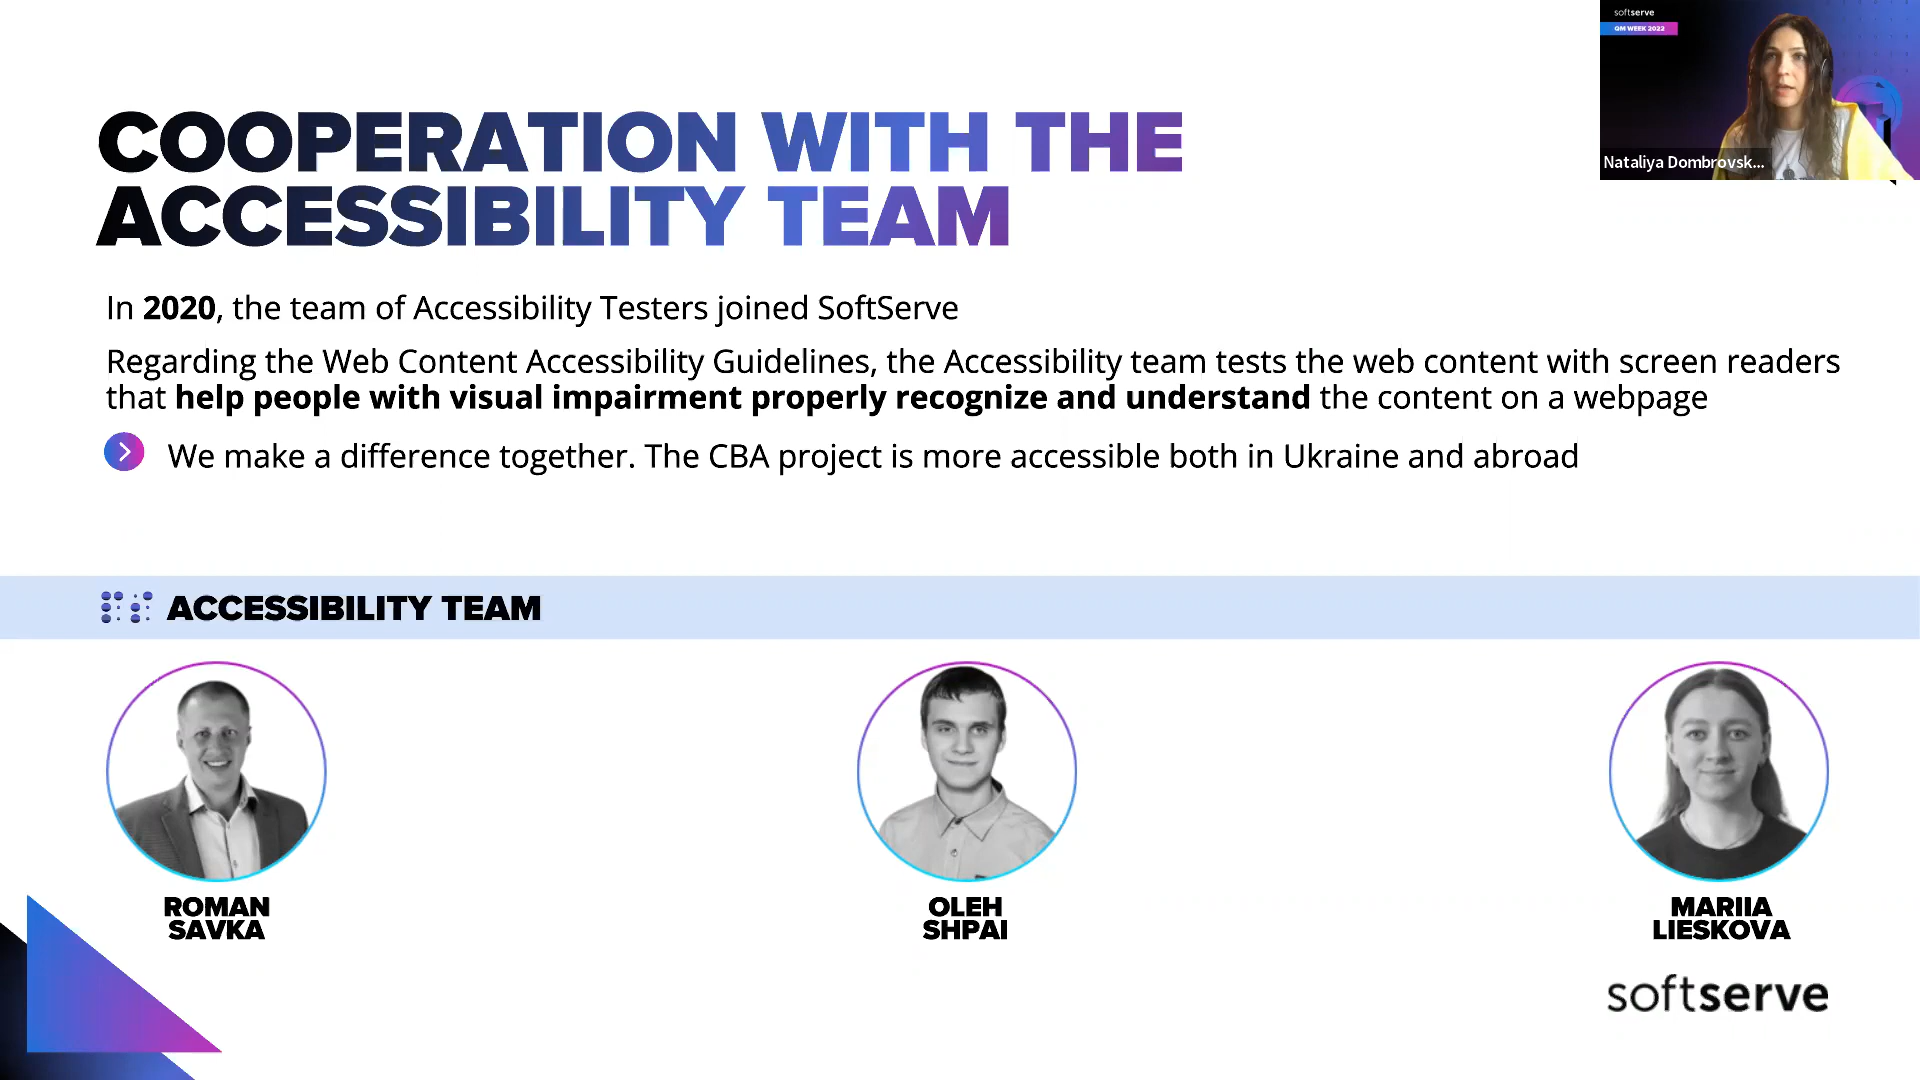 softserve
QM WEEK 2022
Nataliya Dombrovsk...
COOPERATION WITH THE
ACCESSIBILITY TEAM
In 2020, the team of Accessibility Testers joined SoftServe
Regarding the Web Content Accessibility Guidelines, the Accessibility team tests the web content with screen readers
that help people with visual impairment properly recognize and understand the content on a webpage
We make a difference together. The CBA project is more accessible both in Ukraine and abroad
ACCESSIBILITY TEAM
ROMAN
SAVKA
OLEH
SHPAI
MARIIA
LIESKOVA
softserve